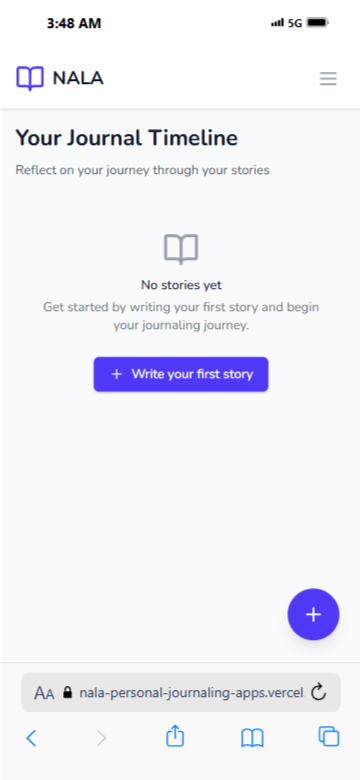 3:48 AM 5G
NALA
Your Journal Timeline
Reflect on your journey through your stories
No stories yet
Get started by writing your first story and begin
your journaling journey.
+ Write your first story
+
AA nala-personal-journaling-apps.vercel